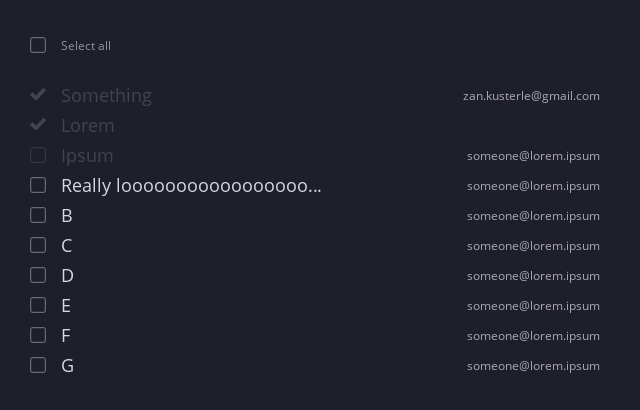 Select all
Something zan.kusterle@gmail.com
Lorem
Ipsum someone@lorem.ipsum
Really looooooooooooooooo... someone@lorem.ipsum
B someone@lorem.ipsum
C someone@lorem.ipsum
D someone@lorem.ipsum
E someone@lorem.ipsum
F someone@lorem.ipsum
G someone@lorem.ipsum